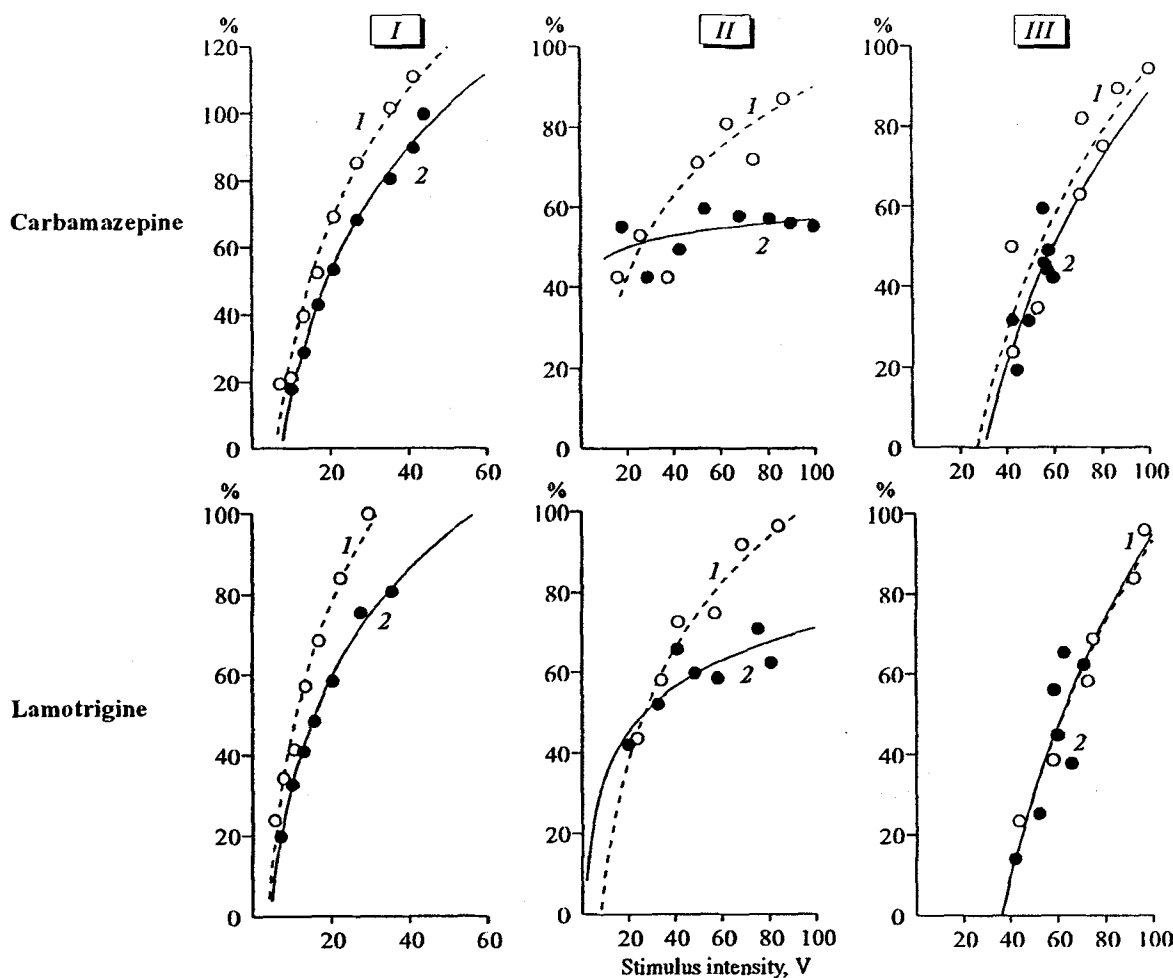 % I % II % III
120 100 100
100 80 80
80 60 60
60 40 40
40 20 20
20 0 0
0
1 2 1 2 1 2
Carbamazepine
20 40 60 20 40 60 80 100 20 40 60 80 100
% % %
100 100 100
80 80 80
60 60 60
40 40 40
20 20 20
0 0 0
1 2 1 2 1 2
Lamotrigine
20 40 60 20 40 60 80 100 20 40 60 80 100
Stimulus intensity, V